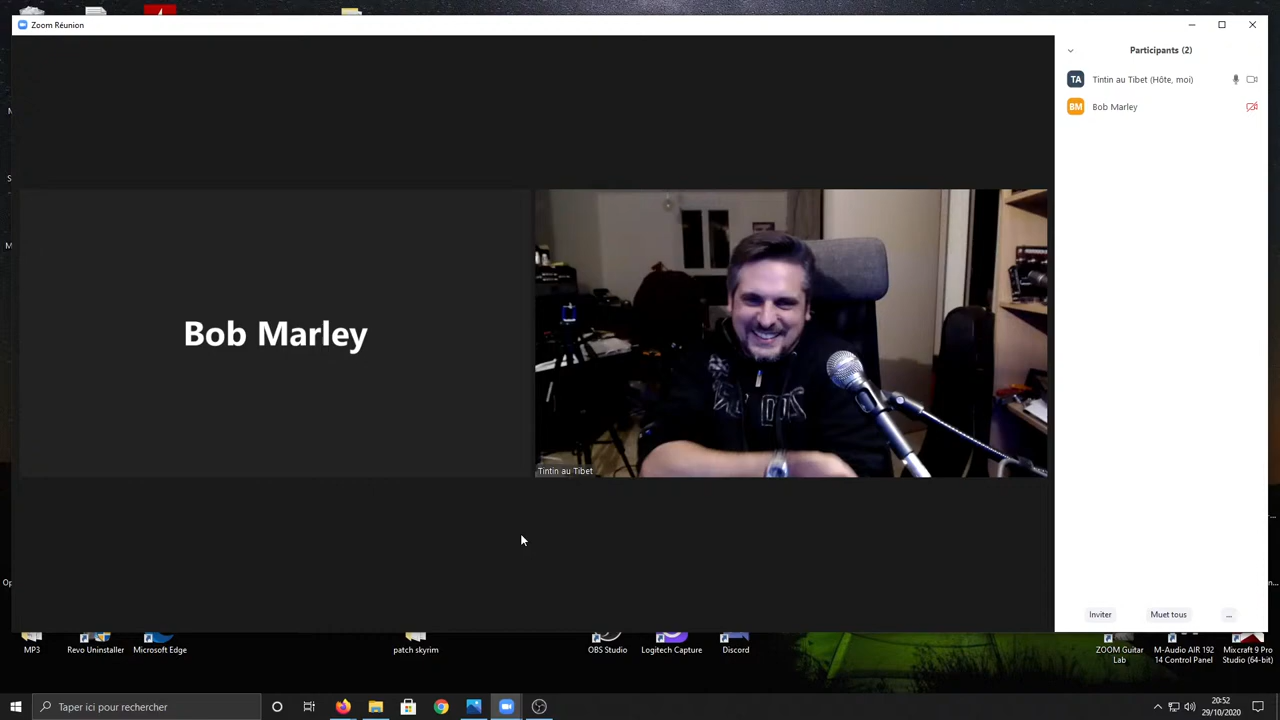 Zoom Réunion
Participants (2)
TA
Tintin au Tibet (Hôte, moi)
BM
Bob Marley
Bob Marley
Tintin au Tibet
Inviter
Muet tous
...
MP3
Revo Uninstaller
Microsoft Edge
patch skyrim
OBS Studio
Logitech Capture
Discord
ZOOM Guitar
Lab
M-Audio AIR 192
14 Control Panel
Mixcraft 9 Pro
Studio (64-bit)
Taper ici pour rechercher
20:52
29/10/2020